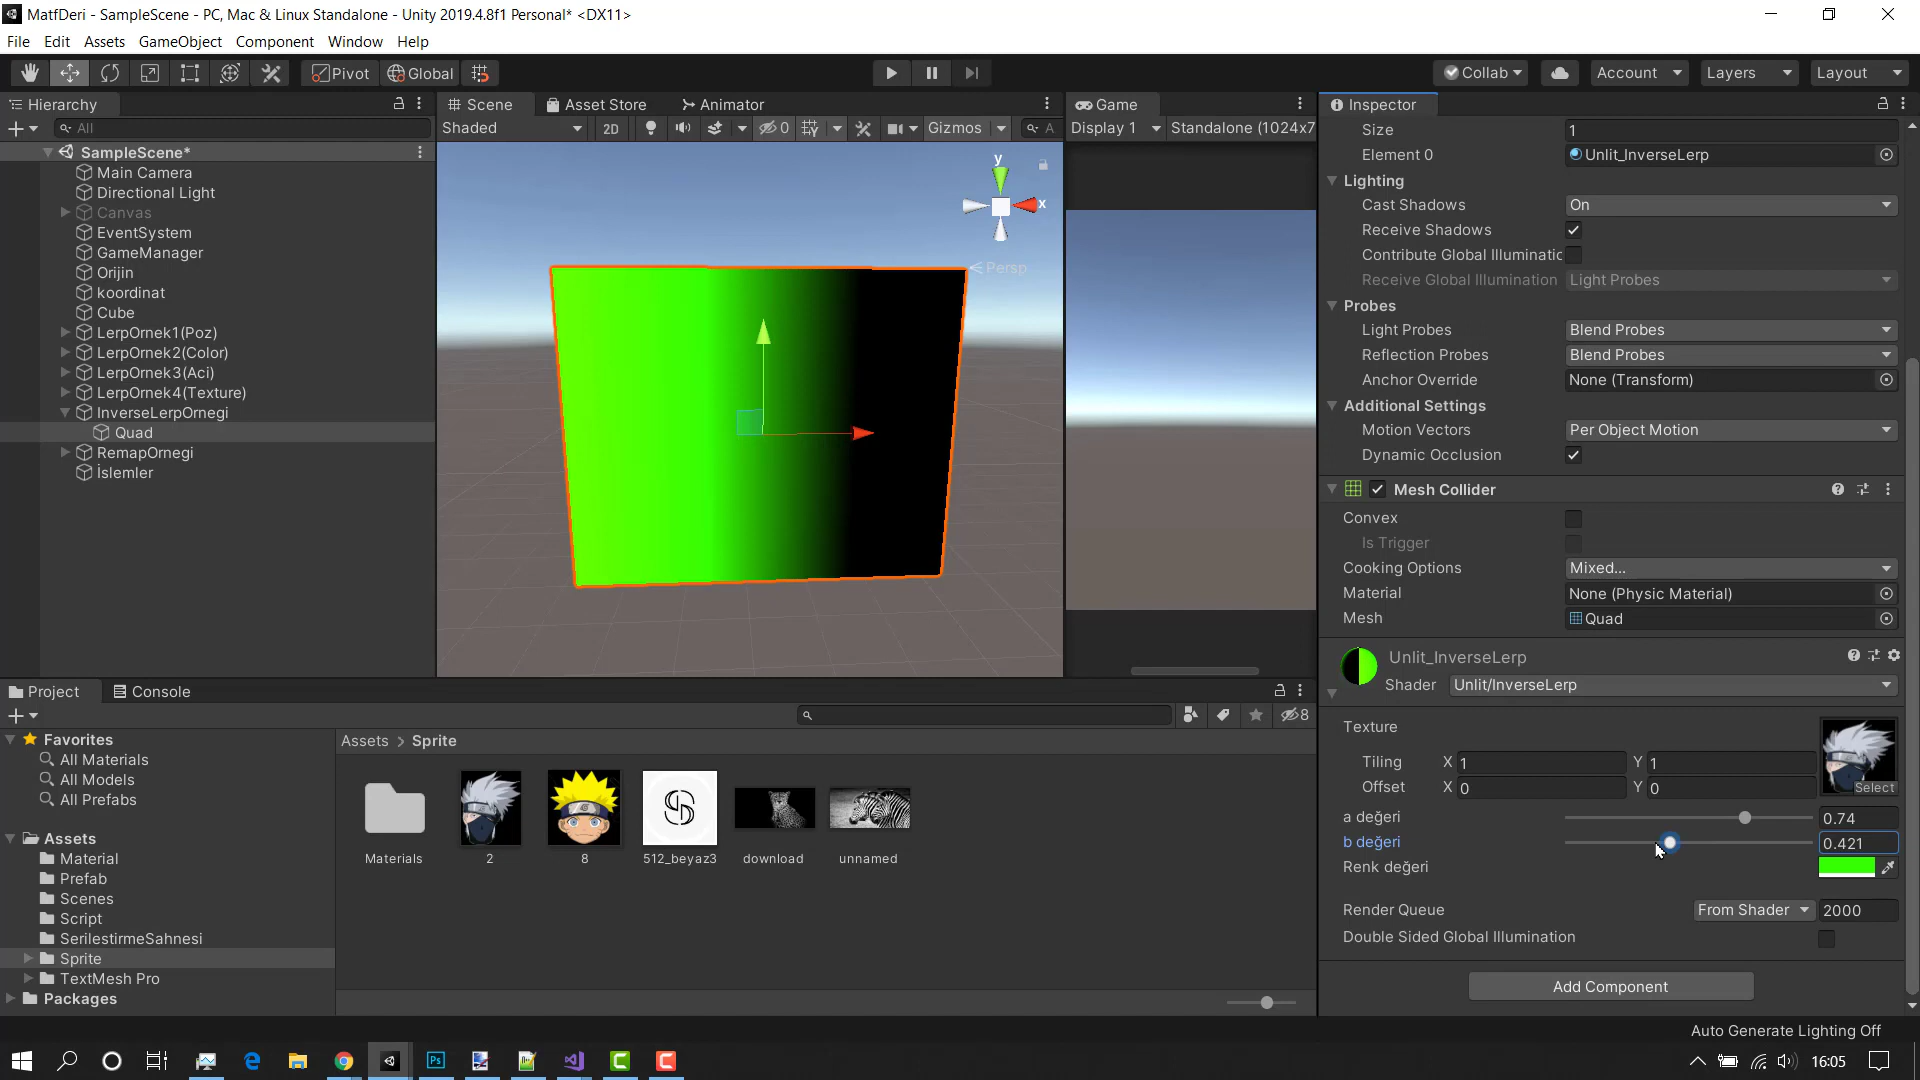 MatfDeri - SampleScene - PC, Mac & Linux Standalone - Unity 2019.4.8f1 Personal* <DX11>
File Edit Assets GameObject Component Window Help
Pivot Global Collab Account Layers Layout
Hierarchy
All
SampleScene*
Main Camera
Directional Light
Canvas
EventSystem
GameManager
Orijin
koordinat
Cube
LerpOrnek1(Poz)
LerpOrnek2(Color)
LerpOrnek3(Aci)
LerpOrnek4(Texture)
InverseLerpOrnegi
Quad
RemapOrnegi
İslemler
Scene Asset Store Animator
Shaded 2D 0 Gizmos A
y
x
Persp
Game
Display 1 Standalone (1024x7
Inspector
Size 1
Element 0 Unlit_InverseLerp
Lighting
Cast Shadows On
Receive Shadows
Contribute Global Illuminatic
Receive Global Illumination Light Probes
Probes
Light Probes Blend Probes
Reflection Probes Blend Probes
Anchor Override None (Transform)
Additional Settings
Motion Vectors Per Object Motion
Dynamic Occlusion
Mesh Collider
Convex
Is Trigger
Cooking Options Mixed...
Material None (Physic Material)
Mesh Quad
Unlit_InverseLerp
Shader Unlit/InverseLerp
Texture
Tiling X 1 Y 1
Offset X 0 Y 0
Select
a değeri 0.74
b değeri 0.421
Renk değeri
Render Queue From Shader 2000
Double Sided Global Illumination
Add Component
Project Console
8
Favorites
All Materials
All Models
All Prefabs
Assets
Material
Prefab
Scenes
Script
SerilestirmeSahnesi
Sprite
TextMesh Pro
Packages
Assets > Sprite
Materials 2 8 512_beyaz3 download unnamed
Auto Generate Lighting Off
Ps
16:05